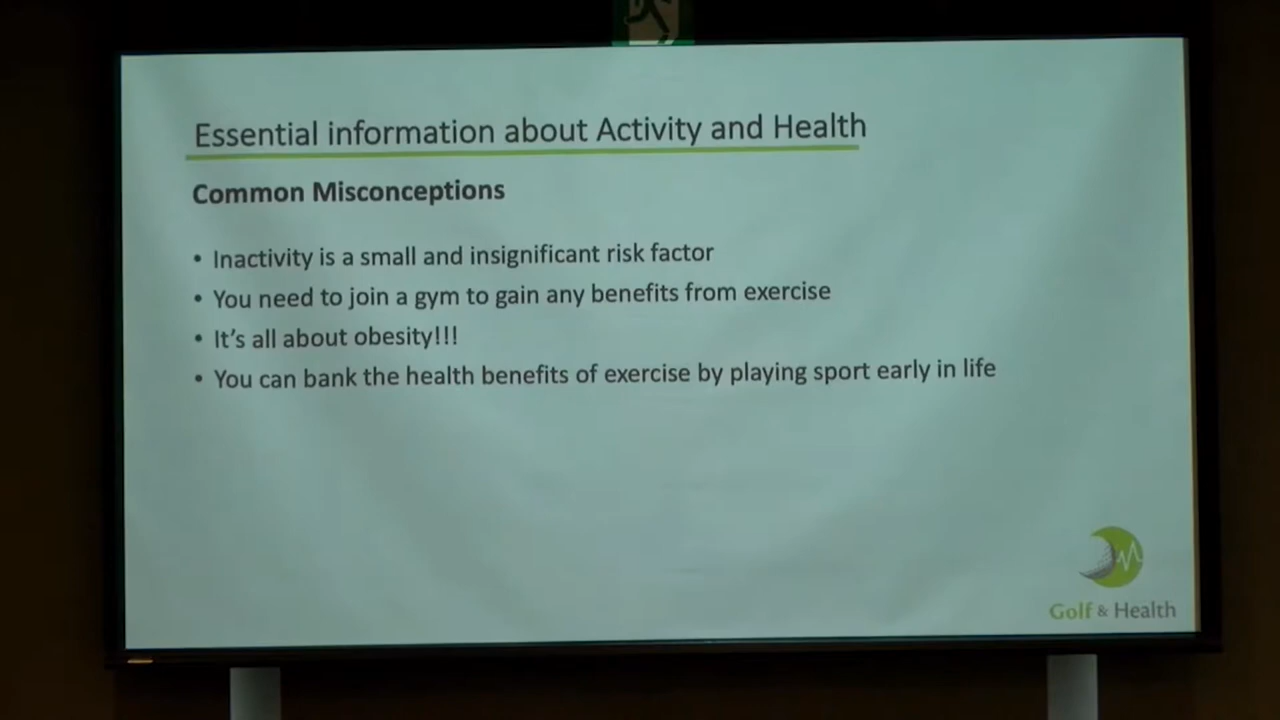 Essential information about Activity and Health
Common Misconceptions
• Inactivity is a small and insignificant risk factor
• You need to join a gym to gain any benefits from exercise
• It's all about obesity!!!
• You can bank the health benefits of exercise by playing sport early in life
Golf & Health